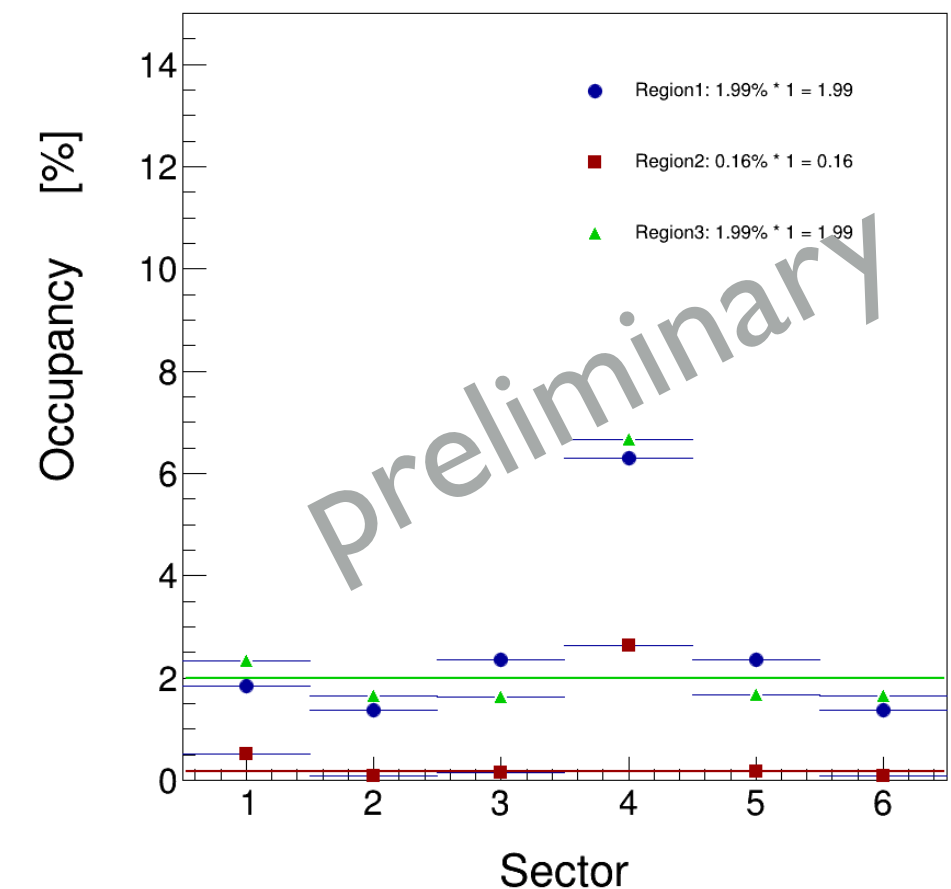 14
12
10
8
6
4
2
0
Occupancy [%]
Region1: 1.99% * 1 = 1.99
Region2: 0.16% * 1 = 0.16
Region3: 1.99% * 1 = 1.99
preliminary
1 2 3 4 5 6
Sector